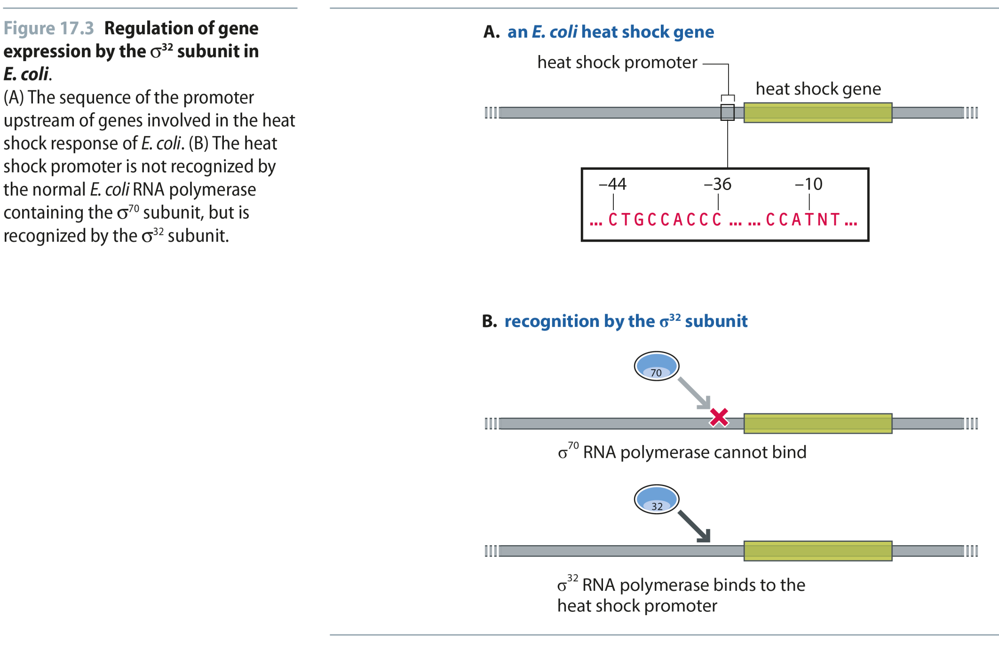 Figure 17.3 Regulation of gene
expression by the σ³² subunit in
E. coli.
(A) The sequence of the promoter
upstream of genes involved in the heat
shock response of E. coli. (B) The heat
shock promoter is not recognized by
the normal E. coli RNA polymerase
containing the σ⁷⁰ subunit, but is
recognized by the σ³² subunit.
A. an E. coli heat shock gene
heat shock promoter
heat shock gene
–44 –36 –10
... CTGCCACCC ... ... CCATNT ...
B. recognition by the σ³² subunit
70
σ⁷⁰ RNA polymerase cannot bind
32
σ³² RNA polymerase binds to the
heat shock promoter